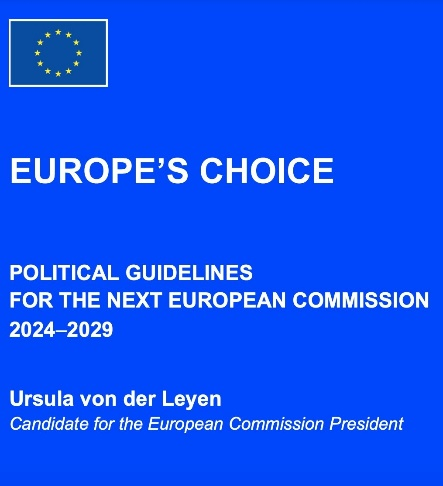 EUROPE’S CHOICE
POLITICAL GUIDELINES
FOR THE NEXT EUROPEAN COMMISSION
2024–2029
Ursula von der Leyen
Candidate for the European Commission President